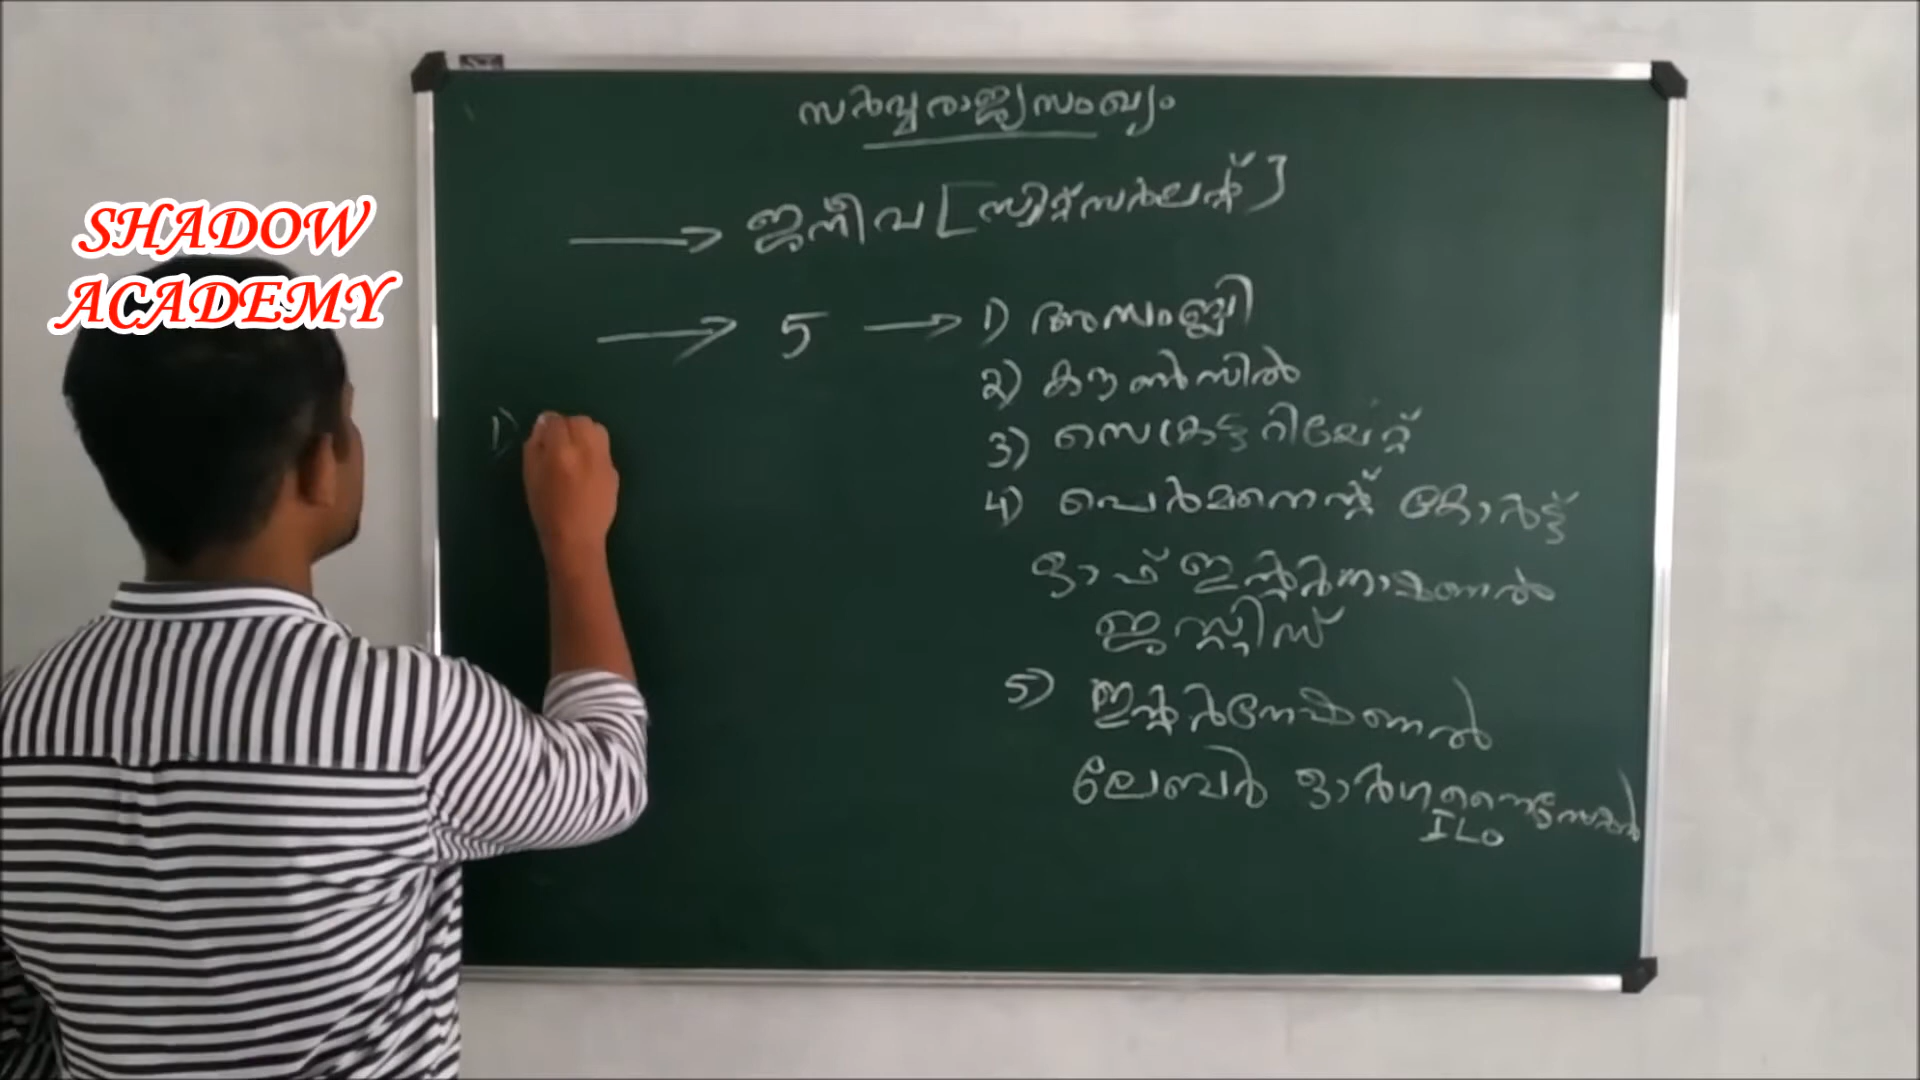 SHADOW
ACADEMY
സർവ്വരാജ്യസംഖ്യം
→ ജനീവ [സ്വിറ്റ്സർലന്റ്]
→ 5 → 1) അസംബ്ലി
2) കൗൺസിൽ
3) സെക്രട്ടറിയേറ്റ്
4) പെർമനെന്റ് കോർട്ട്
ഓഫ് ഇന്റർനാഷണൽ
ജസ്റ്റിസ്
5) ഇന്റർനേഷണൽ
ലേബർ ഓർഗനൈസേഷൻ
ILO
1)